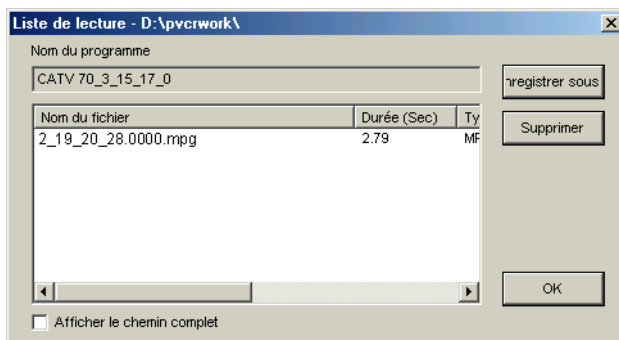 Liste de lecture - D:\pvcrwork\
Nom du programme
CATV 70_3_15_17_0
nregistrer sous
Nom du fichier Durée (Sec) Ty
2_19_20_28.0000.mpg 2.79 MF
Supprimer
OK
Afficher le chemin complet